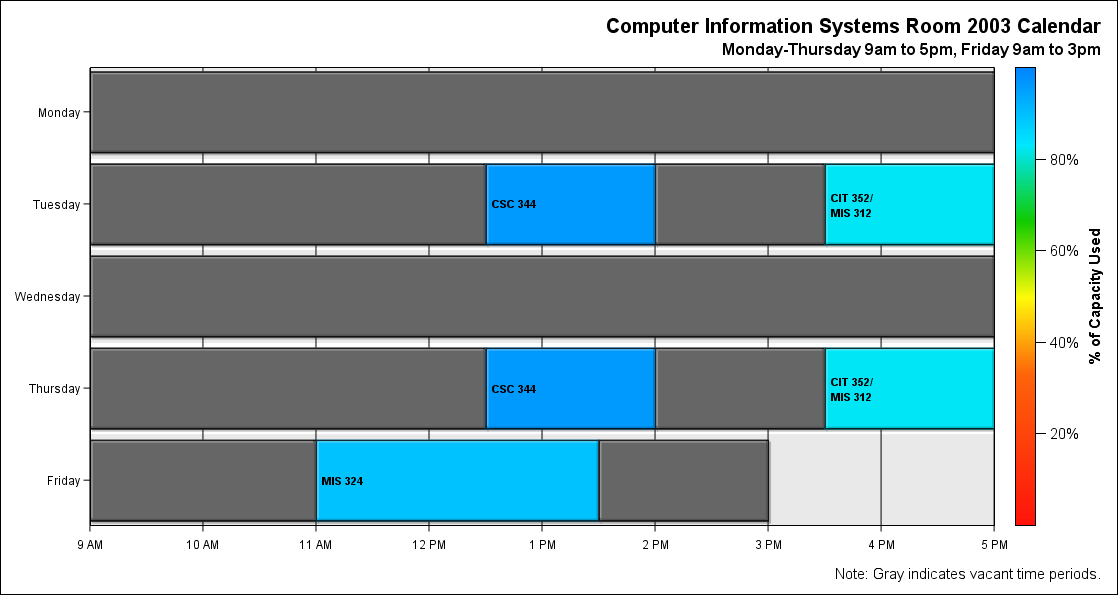 Computer Information Systems Room 2003 Calendar
Monday-Thursday 9am to 5pm, Friday 9am to 3pm
Monday
Tuesday
CSC 344
CIT 352/
MIS 312
Wednesday
Thursday
CSC 344
CIT 352/
MIS 312
Friday
MIS 324
9 AM
10 AM
11 AM
12 PM
1 PM
2 PM
3 PM
4 PM
5 PM
80%
60%
40%
20%
% of Capacity Used
Note: Gray indicates vacant time periods.